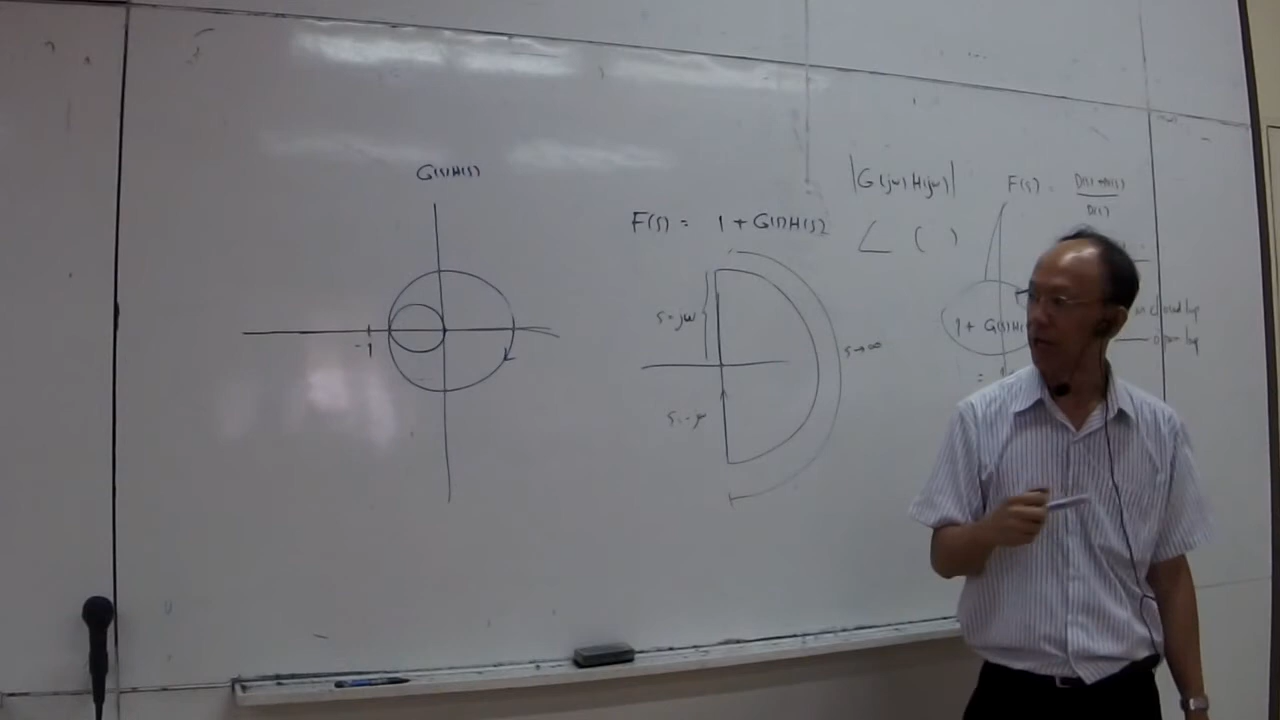 G(s)H(s)
-1
F(s) = 1 + G(s)H(s)
s=jω
s→∞
|G(jω)H(jω)|
∠ ( )
F(s) = D(s)+N(s)
D(s)
1 + G(s)H(
=
closed loop
open loop